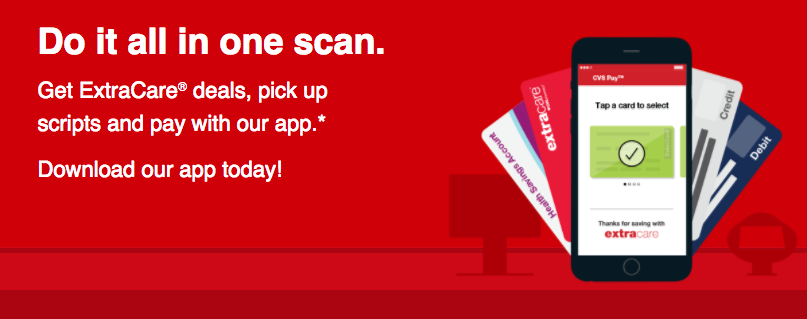 Do it all in one scan.
Get ExtraCare® deals, pick up
scripts and pay with our app.*
Download our app today!
CVS Pay™
Tap a card to select
Thanks for saving with
extracare
Health Savings Account
extracare
Credit
Debit